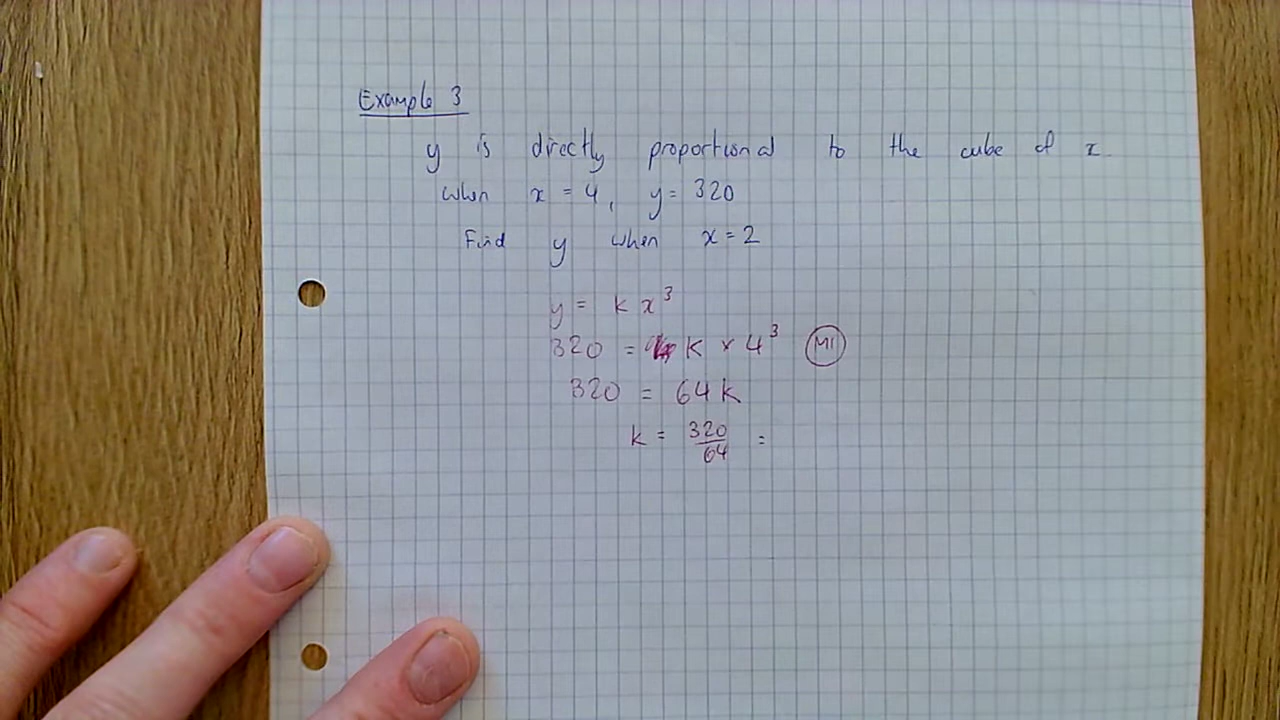 Example 3
y is directly proportional to the cube of x
when x = 4, y = 320
Find y when x = 2
y = k x³
320 = k × 4³ M1
320 = 64k
k = 320/64 =